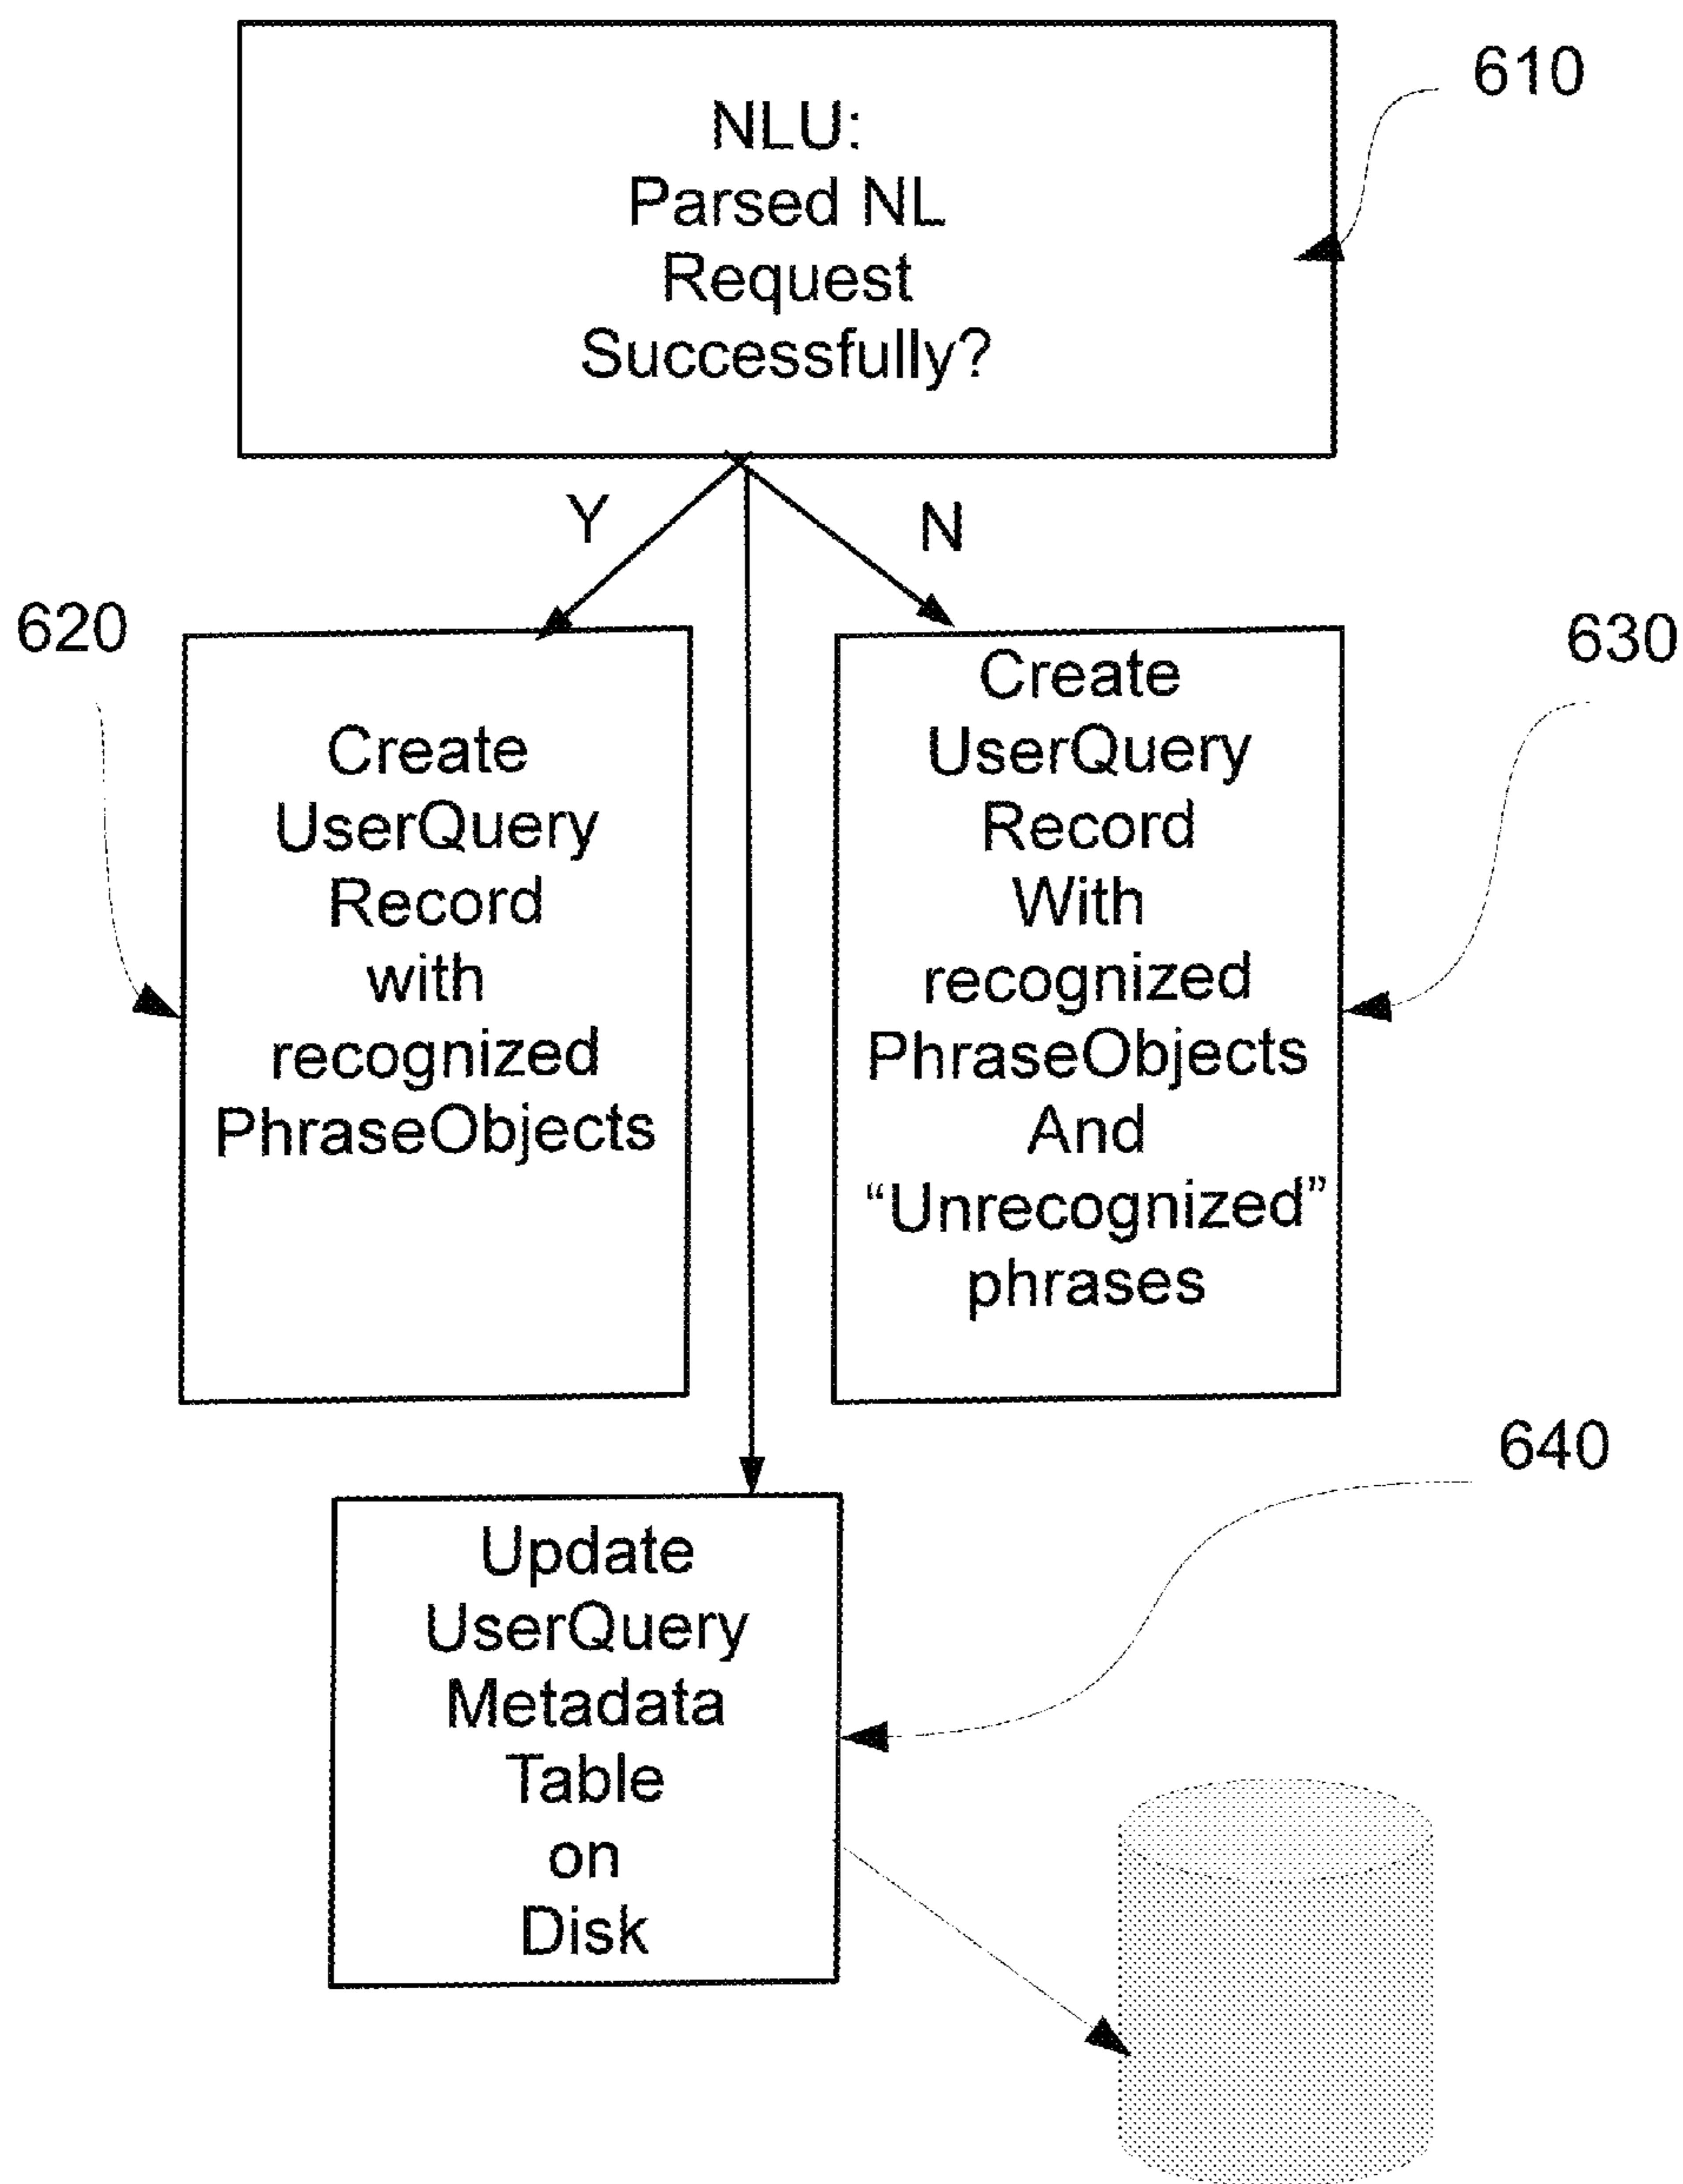 610
NLU:
Parsed NL
Request
Successfully?
Y
N
620
630
Create
UserQuery
Record
with
recognized
PhraseObjects
Create
UserQuery
Record
With
recognized
PhraseObjects
And
“Unrecognized”
phrases
640
Update
UserQuery
Metadata
Table
on
Disk